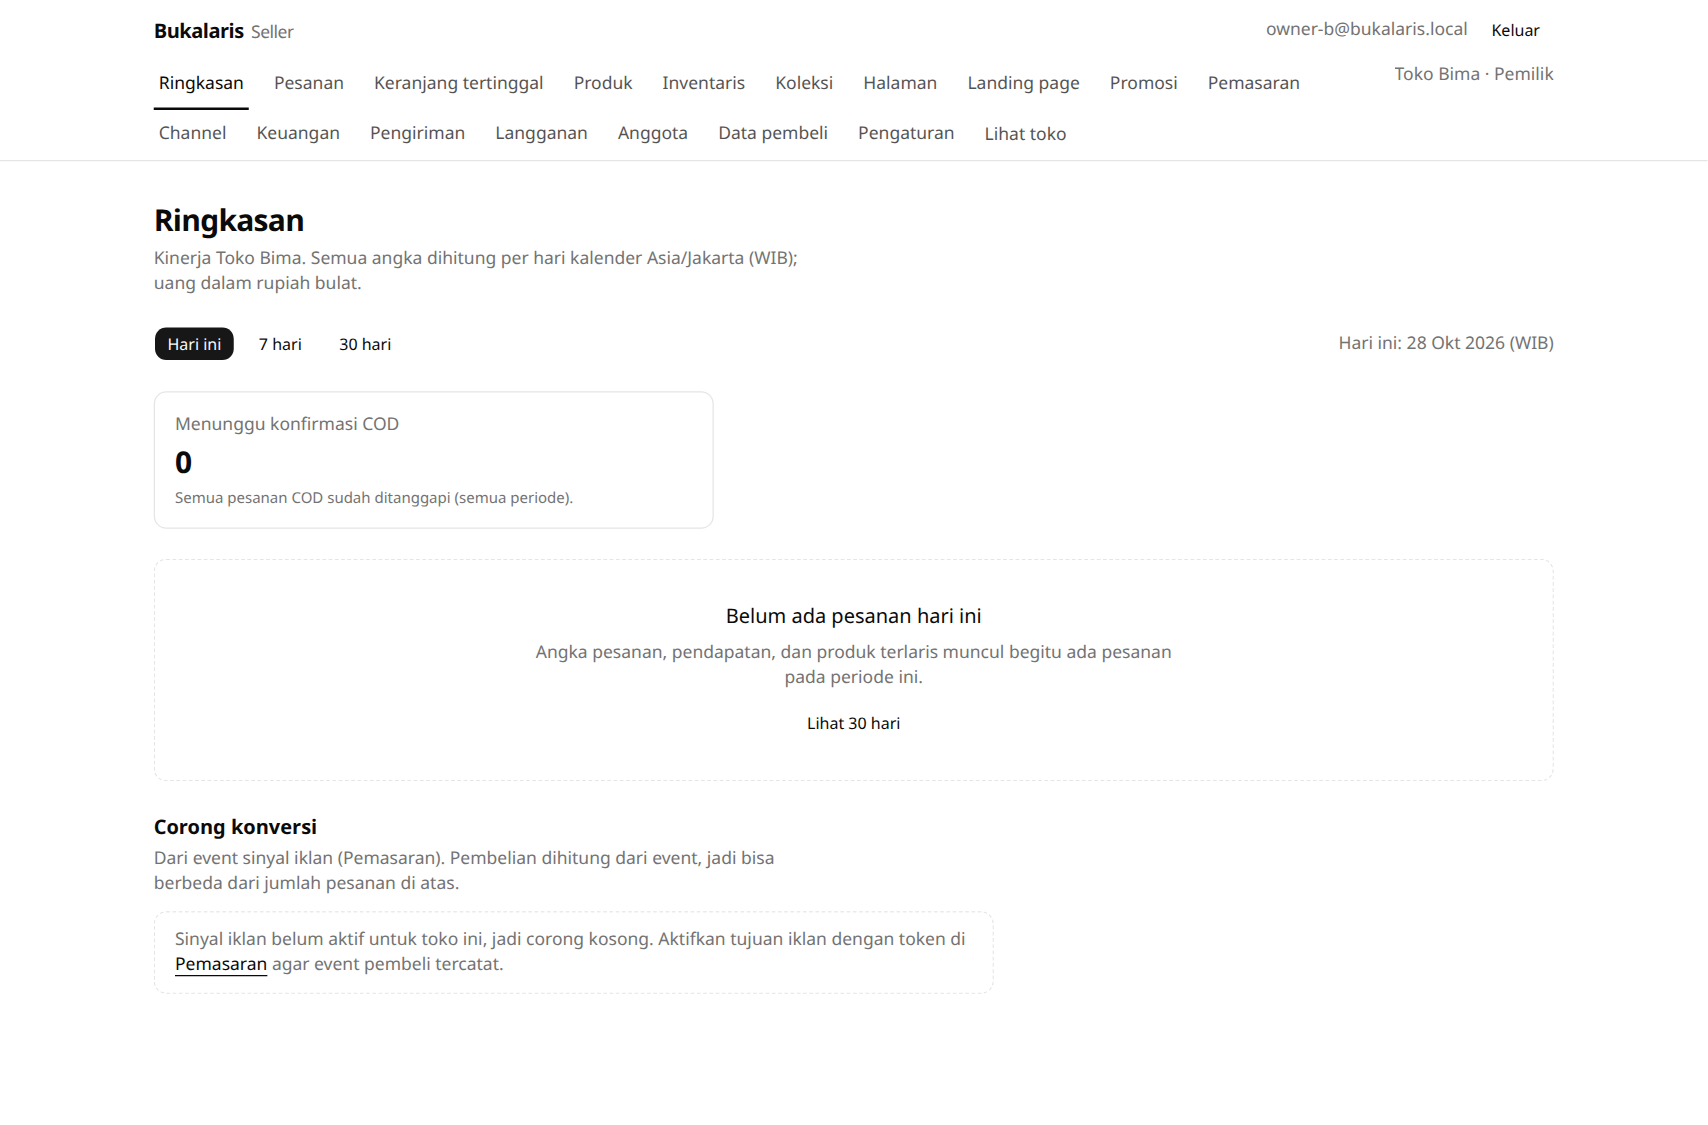 Bukalaris Seller
owner-b@bukalaris.local Keluar
Ringkasan Pesanan Keranjang tertinggal Produk Inventaris Koleksi Halaman Landing page Promosi Pemasaran
Toko Bima · Pemilik
Channel Keuangan Pengiriman Langganan Anggota Data pembeli Pengaturan Lihat toko
Ringkasan
Kinerja Toko Bima. Semua angka dihitung per hari kalender Asia/Jakarta (WIB);
uang dalam rupiah bulat.
Hari ini 7 hari 30 hari
Hari ini: 28 Okt 2026 (WIB)
Menunggu konfirmasi COD
0
Semua pesanan COD sudah ditanggapi (semua periode).
Belum ada pesanan hari ini
Angka pesanan, pendapatan, dan produk terlaris muncul begitu ada pesanan
pada periode ini.
Lihat 30 hari
Corong konversi
Dari event sinyal iklan (Pemasaran). Pembelian dihitung dari event, jadi bisa
berbeda dari jumlah pesanan di atas.
Sinyal iklan belum aktif untuk toko ini, jadi corong kosong. Aktifkan tujuan iklan dengan token di
Pemasaran agar event pembeli tercatat.